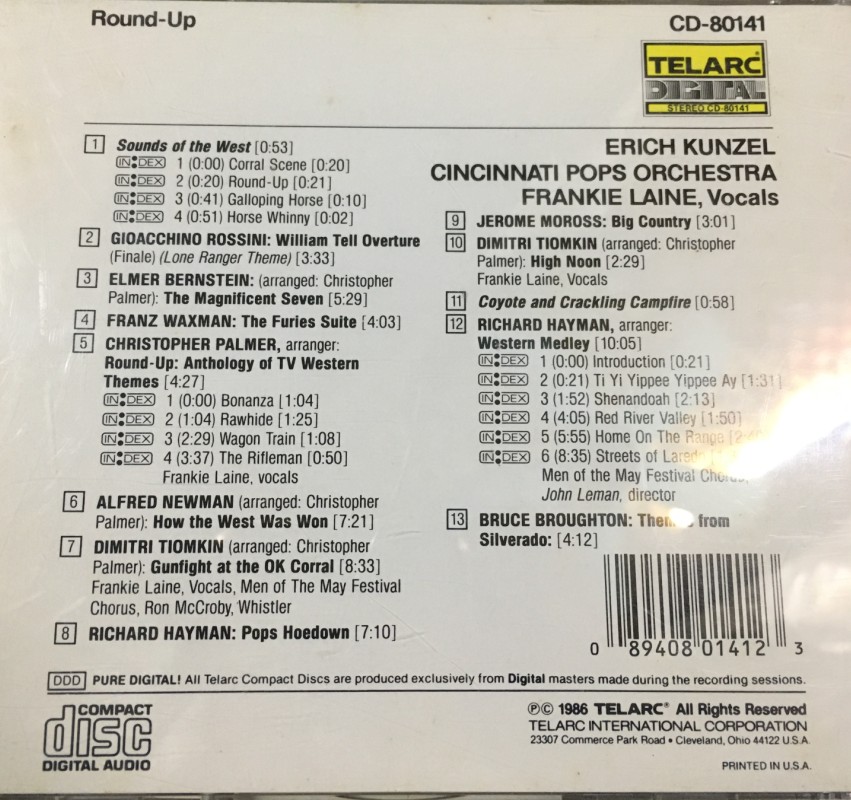 Round-Up
CD-80141
TELARC
DIGITAL
STEREO CD-80141
1 Sounds of the West [0:53]
INDEX 1 (0:00) Corral Scene [0:20]
INDEX 2 (0:20) Round-Up [0:21]
INDEX 3 (0:41) Galloping Horse [0:10]
INDEX 4 (0:51) Horse Whinny [0:02]
2 GIOACCHINO ROSSINI: William Tell Overture
(Finale) (Lone Ranger Theme) [3:33]
3 ELMER BERNSTEIN: (arranged: Christopher
Palmer): The Magnificent Seven [5:29]
4 FRANZ WAXMAN: The Furies Suite [4:03]
5 CHRISTOPHER PALMER, arranger:
Round-Up: Anthology of TV Western
Themes [4:27]
INDEX 1 (0:00) Bonanza [1:04]
INDEX 2 (1:04) Rawhide [1:25]
INDEX 3 (2:29) Wagon Train [1:08]
INDEX 4 (3:37) The Rifleman [0:50]
Frankie Laine, vocals
6 ALFRED NEWMAN (arranged: Christopher
Palmer): How the West Was Won [7:21]
7 DIMITRI TIOMKIN (arranged: Christopher
Palmer): Gunfight at the OK Corral [8:33]
Frankie Laine, Vocals, Men of The May Festival
Chorus, Ron McCroby, Whistler
8 RICHARD HAYMAN: Pops Hoedown [7:10]
ERICH KUNZEL
CINCINNATI POPS ORCHESTRA
FRANKIE LAINE, Vocals
9 JEROME MOROSS: Big Country [3:01]
10 DIMITRI TIOMKIN (arranged: Christopher
Palmer): High Noon [2:29]
Frankie Laine, Vocals
11 Coyote and Crackling Campfire [0:58]
12 RICHARD HAYMAN, arranger:
Western Medley [10:05]
INDEX 1 (0:00) Introduction [0:21]
INDEX 2 (0:21) Ti Yi Yippee Yippee Ay [1:31]
INDEX 3 (1:52) Shenandoah [2:13]
INDEX 4 (4:05) Red River Valley [1:50]
INDEX 5 (5:55) Home On The Range
INDEX 6 (8:35) Streets of Laredo
Men of the May Festival Chorus,
John Leman, director
13 BRUCE BROUGHTON: Theme from
Silverado: [4:12]
0 89408 01412 3
DDD PURE DIGITAL! All Telarc Compact Discs are produced exclusively from Digital masters made during the recording sessions.
COMPACT
disc
DIGITAL AUDIO
℗© 1986 TELARC® All Rights Reserved
TELARC INTERNATIONAL CORPORATION
23307 Commerce Park Road • Cleveland, Ohio 44122 U.S.A.
PRINTED IN U.S.A.